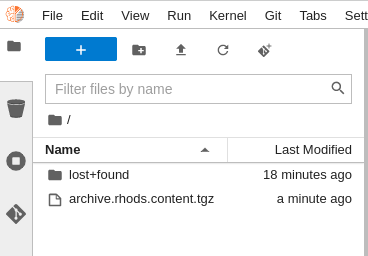 File Edit View Run Kernel Git Tabs Sett
Filter files by name
/
Name Last Modified
lost+found 18 minutes ago
archive.rhods.content.tgz a minute ago